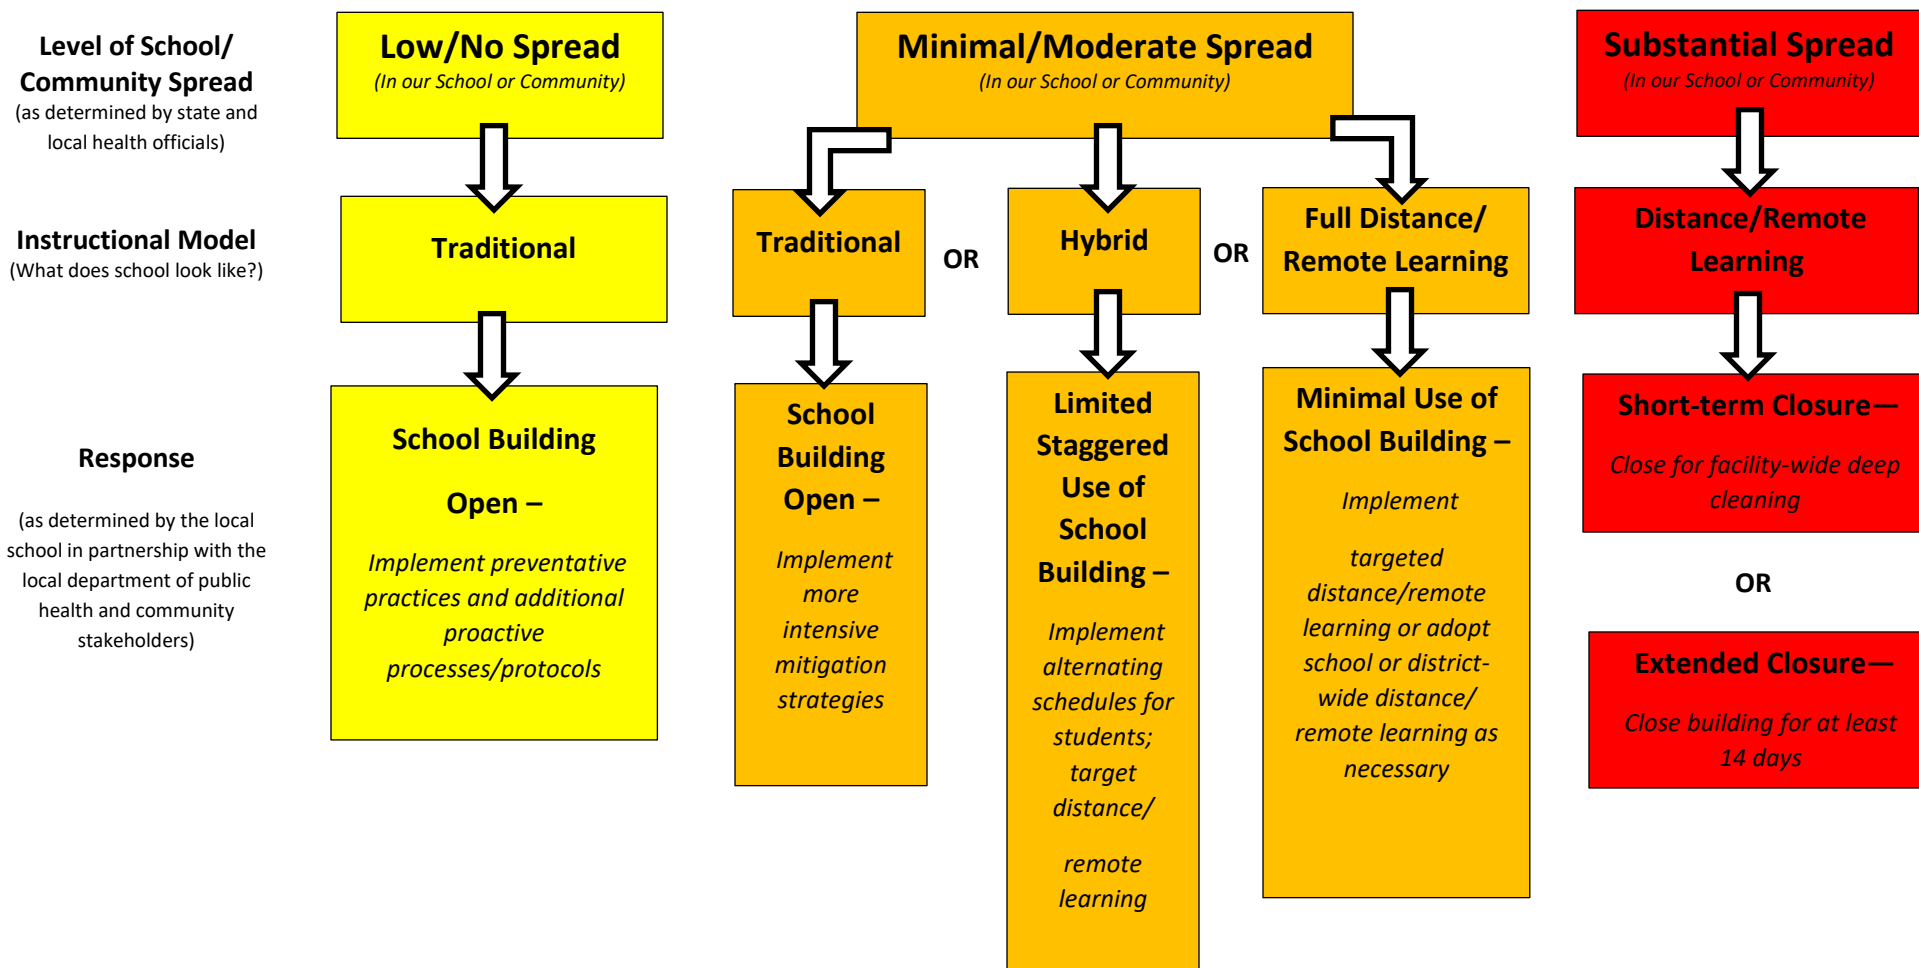 Level of School/
Community Spread
(as determined by state and
local health officials)
Low/No Spread
(In our School or Community)
Minimal/Moderate Spread
(In our School or Community)
Substantial Spread
(In our School or Community)
Instructional Model
(What does school look like?)
Traditional
Traditional
OR
Hybrid
OR
Full Distance/
Remote Learning
Distance/Remote
Learning
Response
(as determined by the local
school in partnership with the
local department of public
health and community
stakeholders)
School Building
Open –
Implement preventative
practices and additional
proactive
processes/protocols
School
Building
Open –
Implement
more
intensive
mitigation
strategies
Limited
Staggered
Use of
School
Building –
Implement
alternating
schedules for
students;
target
distance/
remote
learning
Minimal Use of
School Building –
Implement
targeted
distance/remote
learning or adopt
school or district-
wide distance/
remote learning as
necessary
Short-term Closure—
Close for facility-wide deep
cleaning
OR
Extended Closure—
Close building for at least
14 days